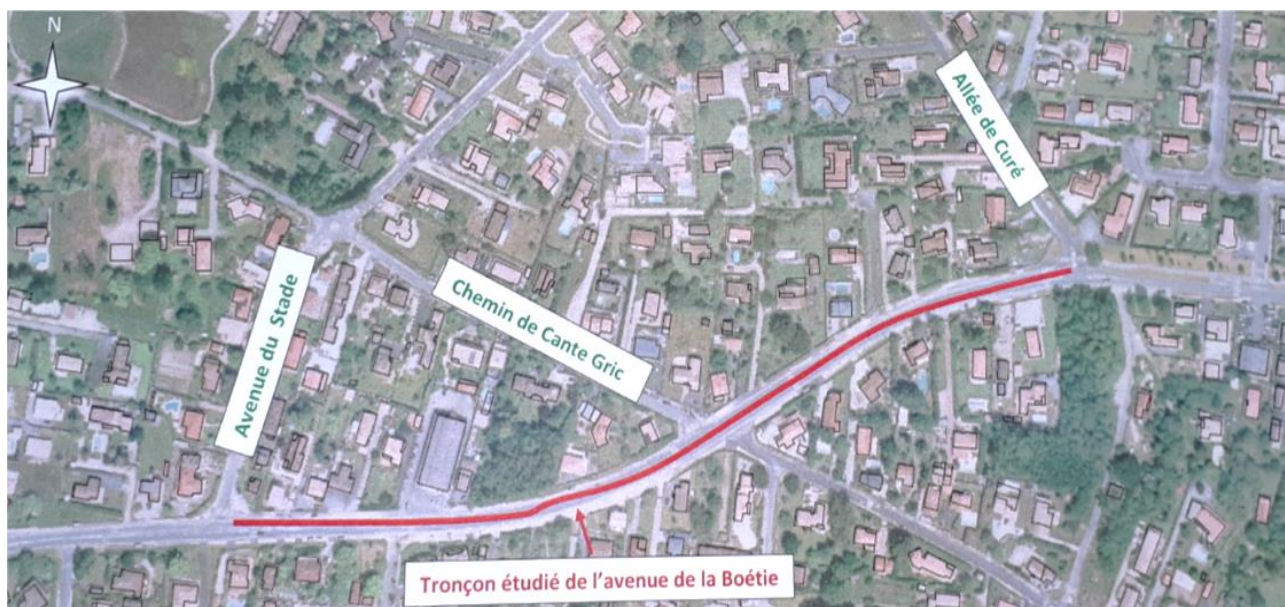 N
Allée de Curé
Chemin de Cante Gric
Avenue du Stade
Tronçon étudié de l’avenue de la Boétie